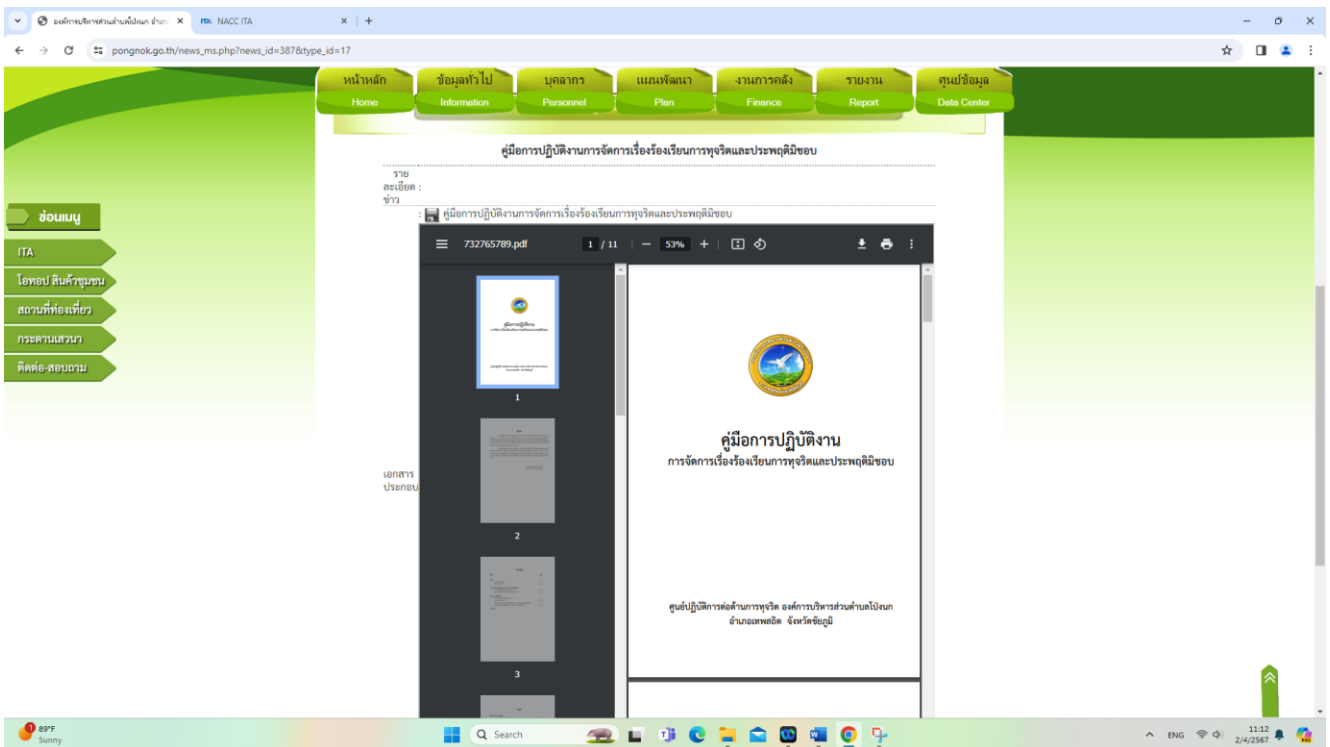 องค์การบริหารส่วนตำบลโป่งนก อำเภ
ITA. NACC ITA
pongnok.go.th/news_ms.php?news_id=387&type_id=17
หน้าหลัก ข้อมูลทั่วไป บุคลากร แผนพัฒนา งานการคลัง รายงาน ศูนย์ข้อมูล
Home Information Personnel Plan Finance Report Data Center
คู่มือการปฏิบัติงานการจัดการเรื่องร้องเรียนการทุจริตและประพฤติมิชอบ
ราย
ละเอียด :
ข่าว
: คู่มือการปฏิบัติงานการจัดการเรื่องร้องเรียนการทุจริตและประพฤติมิชอบ
ซ่อนเมนู
ITA
โอทอป สินค้าชุมชน
สถานที่ท่องเที่ยว
กระดานเสวนา
ติดต่อ-สอบถาม
732765789.pdf 1 / 11 53%
คู่มือการปฏิบัติงาน
1
2
3
เอกสาร
ประกอบ
คู่มือการปฏิบัติงาน
การจัดการเรื่องร้องเรียนการทุจริตและประพฤติมิชอบ
ศูนย์ปฏิบัติการต่อต้านการทุจริต องค์การบริหารส่วนตำบลโป่งนก
อำเภอเทพสถิต จังหวัดชัยภูมิ
1
89°F
Sunny
Search
ENG
11:12
2/4/2567